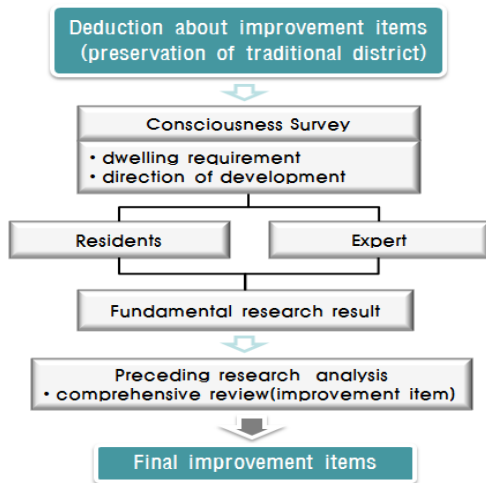 Deduction about improvement items
(preservation of traditional district)
Consciousness Survey
• dwelling requirement
• direction of development
Residents
Expert
Fundamental research result
Preceding research analysis
• comprehensive review(improvement item)
Final improvement items